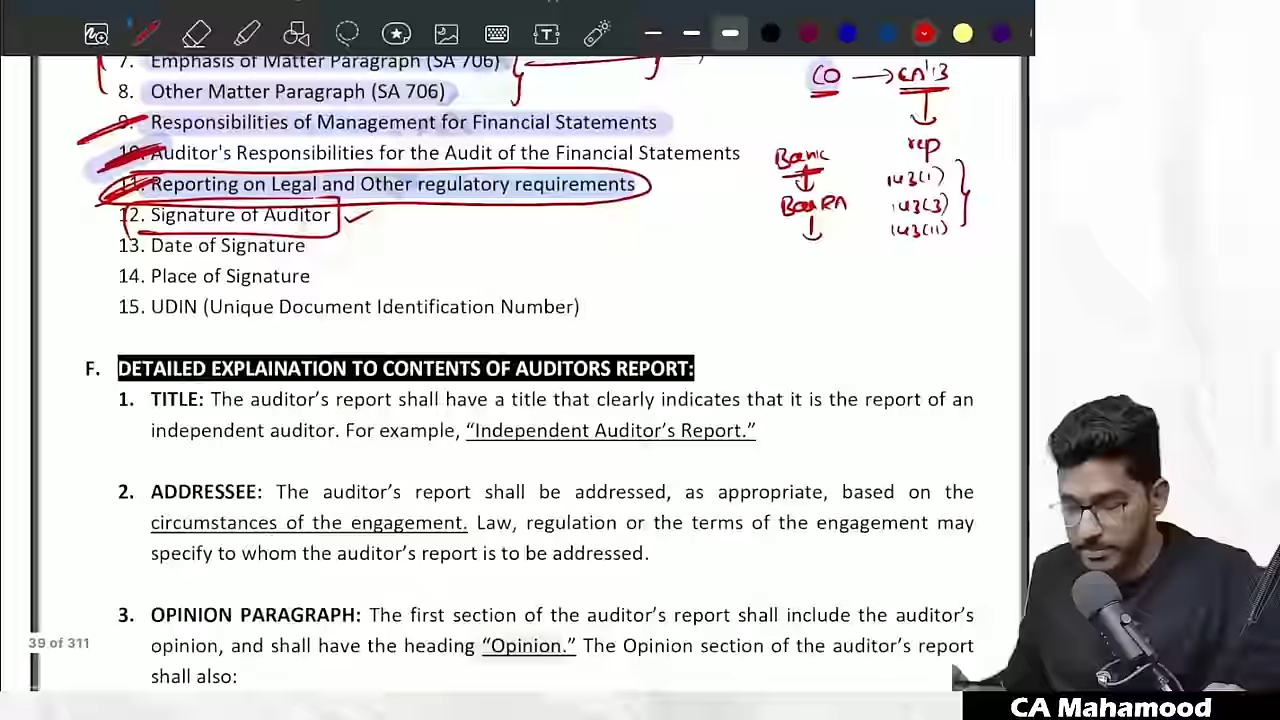 7. Emphasis of Matter Paragraph (SA 706)
8. Other Matter Paragraph (SA 706)
9. Responsibilities of Management for Financial Statements
10. Auditor's Responsibilities for the Audit of the Financial Statements
11. Reporting on Legal and Other regulatory requirements
12. Signature of Auditor
13. Date of Signature
14. Place of Signature
15. UDIN (Unique Document Identification Number)
CO → CA'13
rep
143(1)
143(3)
143(11)
Bank
F. DETAILED EXPLAINATION TO CONTENTS OF AUDITORS REPORT:
1. TITLE: The auditor's report shall have a title that clearly indicates that it is the report of an
independent auditor. For example, "Independent Auditor's Report."
2. ADDRESSEE: The auditor's report shall be addressed, as appropriate, based on the
circumstances of the engagement. Law, regulation or the terms of the engagement may
specify to whom the auditor's report is to be addressed.
3. OPINION PARAGRAPH: The first section of the auditor's report shall include the auditor's
opinion, and shall have the heading "Opinion." The Opinion section of the auditor's report
shall also:
39 of 311
CA Mahamood